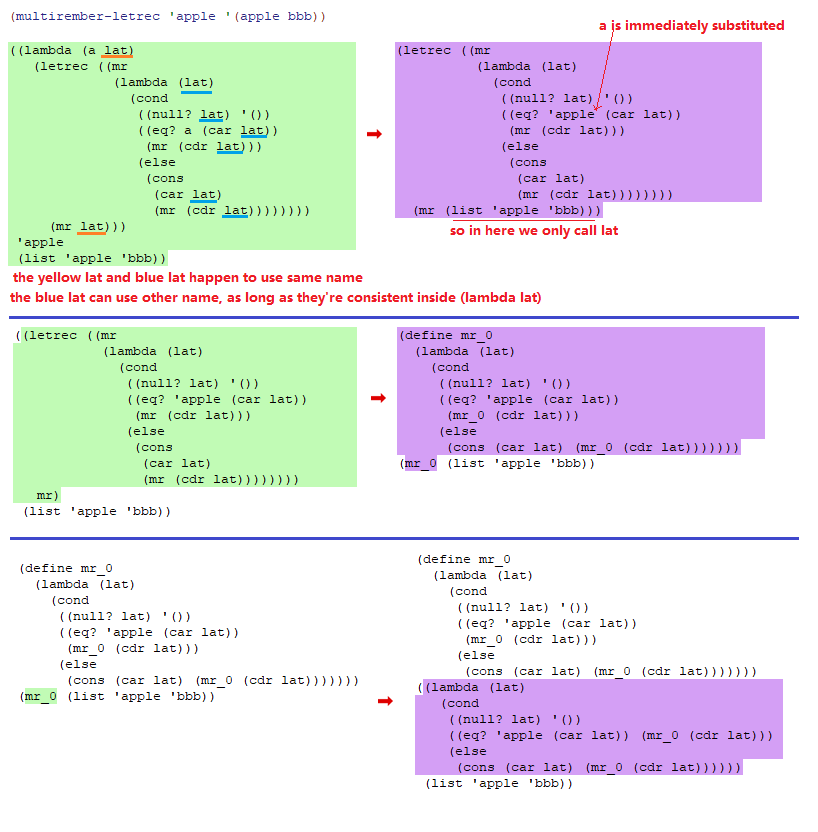 (multirember-letrec 'apple '(apple bbb))
a is immediately substituted
((lambda (a lat)
(letrec ((mr
(lambda (lat)
(cond
((null? lat) '())
((eq? a (car lat))
(mr (cdr lat)))
(else
(cons
(car lat)
(mr (cdr lat))))))))
(mr lat)))
'apple
(list 'apple 'bbb))
(letrec ((mr
(lambda (lat)
(cond
((null? lat) '())
((eq? 'apple (car lat))
(mr (cdr lat)))
(else
(cons
(car lat)
(mr (cdr lat))))))))
(mr (list 'apple 'bbb)))
so in here we only call lat
the yellow lat and blue lat happen to use same name
the blue lat can use other name, as long as they're consistent inside (lambda lat)
((letrec ((mr
(lambda (lat)
(cond
((null? lat) '())
((eq? 'apple (car lat))
(mr (cdr lat)))
(else
(cons
(car lat)
(mr (cdr lat))))))))
mr)
(list 'apple 'bbb))
(define mr_0
(lambda (lat)
(cond
((null? lat) '())
((eq? 'apple (car lat))
(mr_0 (cdr lat)))
(else
(cons (car lat) (mr_0 (cdr lat)))))))
(mr_0 (list 'apple 'bbb))
(define mr_0
(lambda (lat)
(cond
((null? lat) '())
((eq? 'apple (car lat))
(mr_0 (cdr lat)))
(else
(cons (car lat) (mr_0 (cdr lat)))))))
(mr_0 (list 'apple 'bbb))
(define mr_0
(lambda (lat)
(cond
((null? lat) '())
((eq? 'apple (car lat))
(mr_0 (cdr lat)))
(else
(cons (car lat) (mr_0 (cdr lat)))))))
((lambda (lat)
(cond
((null? lat) '())
((eq? 'apple (car lat)) (mr_0 (cdr lat)))
(else
(cons (car lat) (mr_0 (cdr lat))))))
(list 'apple 'bbb))